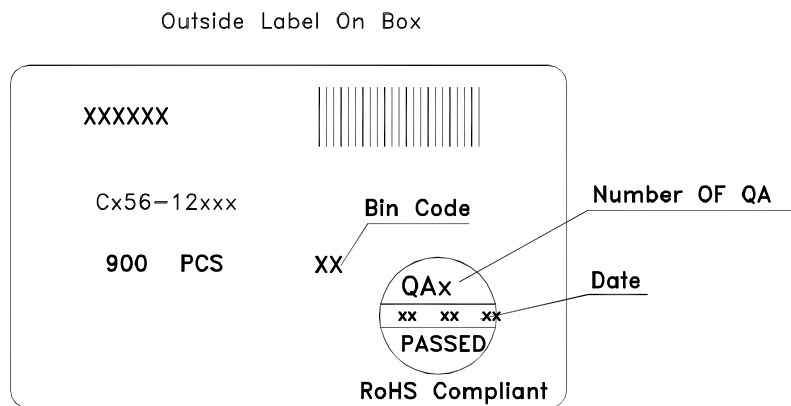 Outside Label On Box
XXXXXX
Cx56-12xxx
Bin Code
Number OF QA
900 PCS
XX
QAx
Date
xx xx xx
PASSED
RoHS Compliant